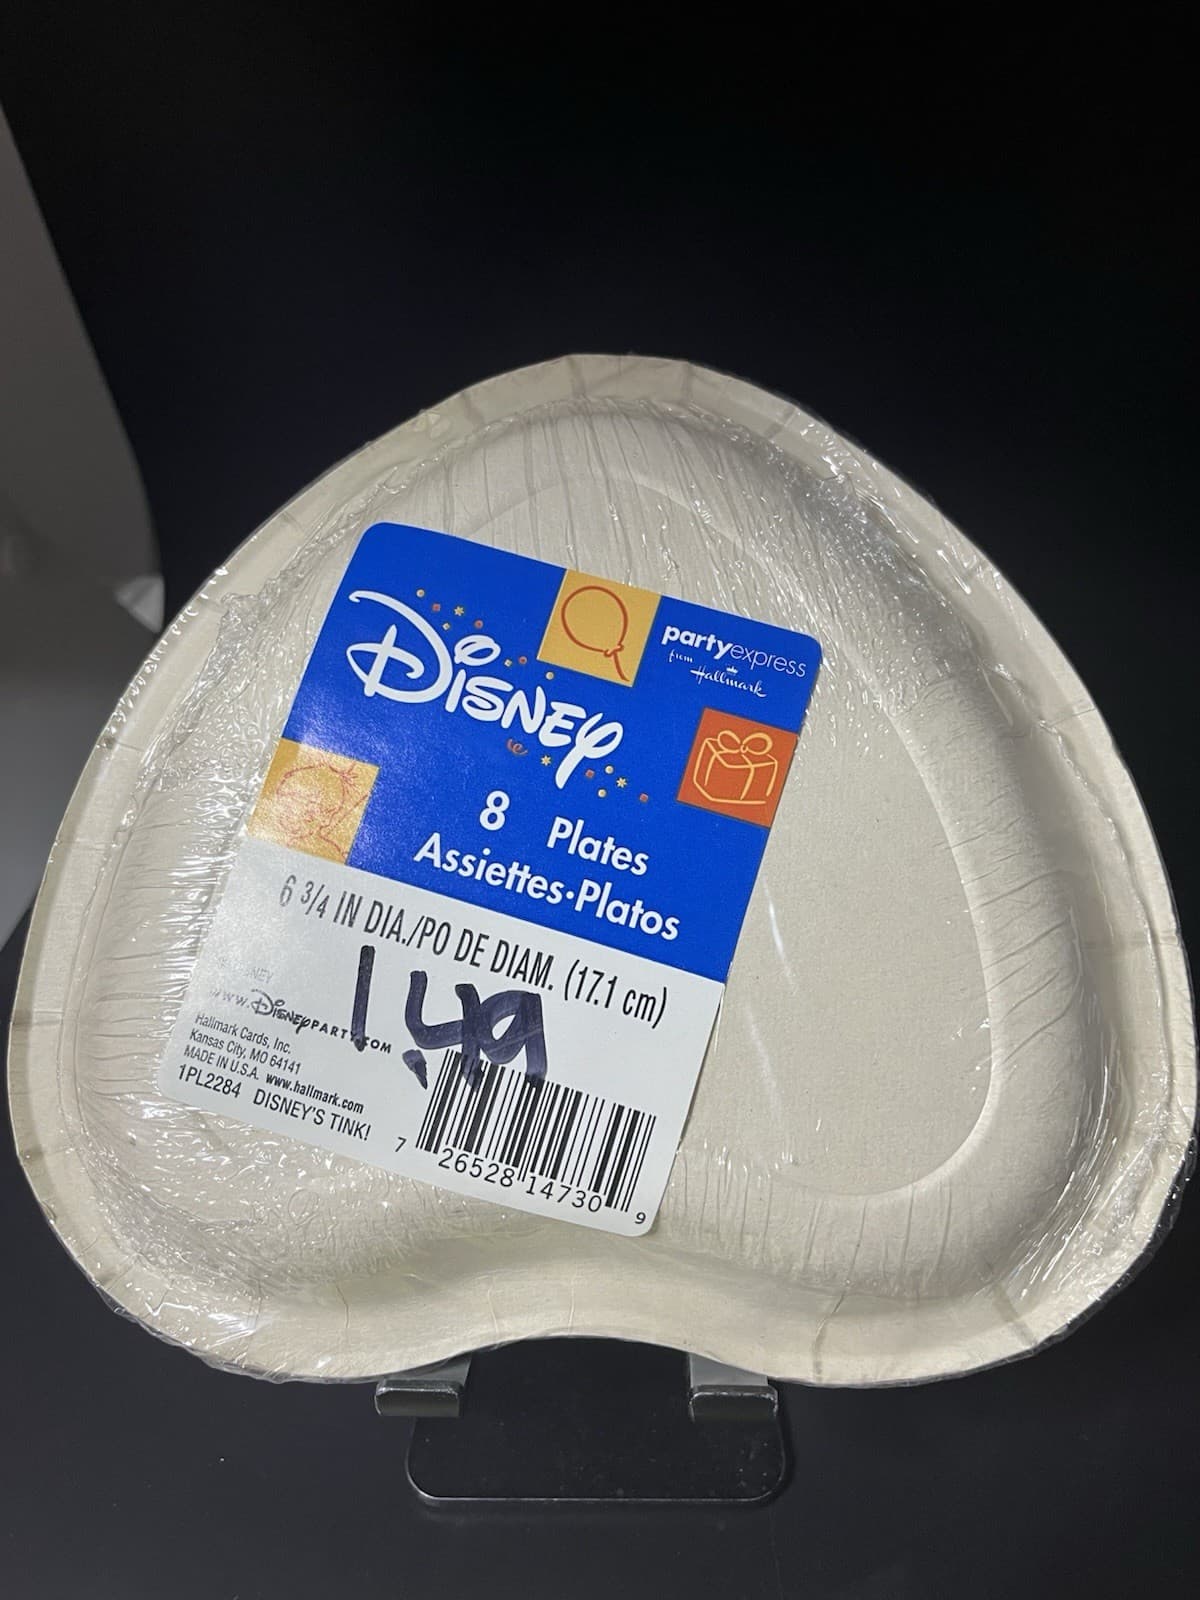 Disney
partyexpress
from
Hallmark
8 Plates
Assiettes•Platos
6 3/4 IN DIA./PO DE DIAM. (17.1 cm)
1.49
www.DisneyPARTY.COM
Hallmark Cards, Inc.
Kansas City, MO 64141
MADE IN U.S.A. www.hallmark.com
1PL2284 DISNEY'S TINK!
7 26528 14730 9